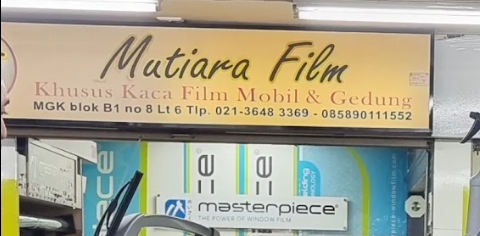 Mutiara Film
Khusus Kaca Film Mobil & Gedung
MGK blok B1 no 8 Lt 6 Tlp. 021-3648 3369 - 085890111552
masterpiece
THE POWER OF WINDOW FILM